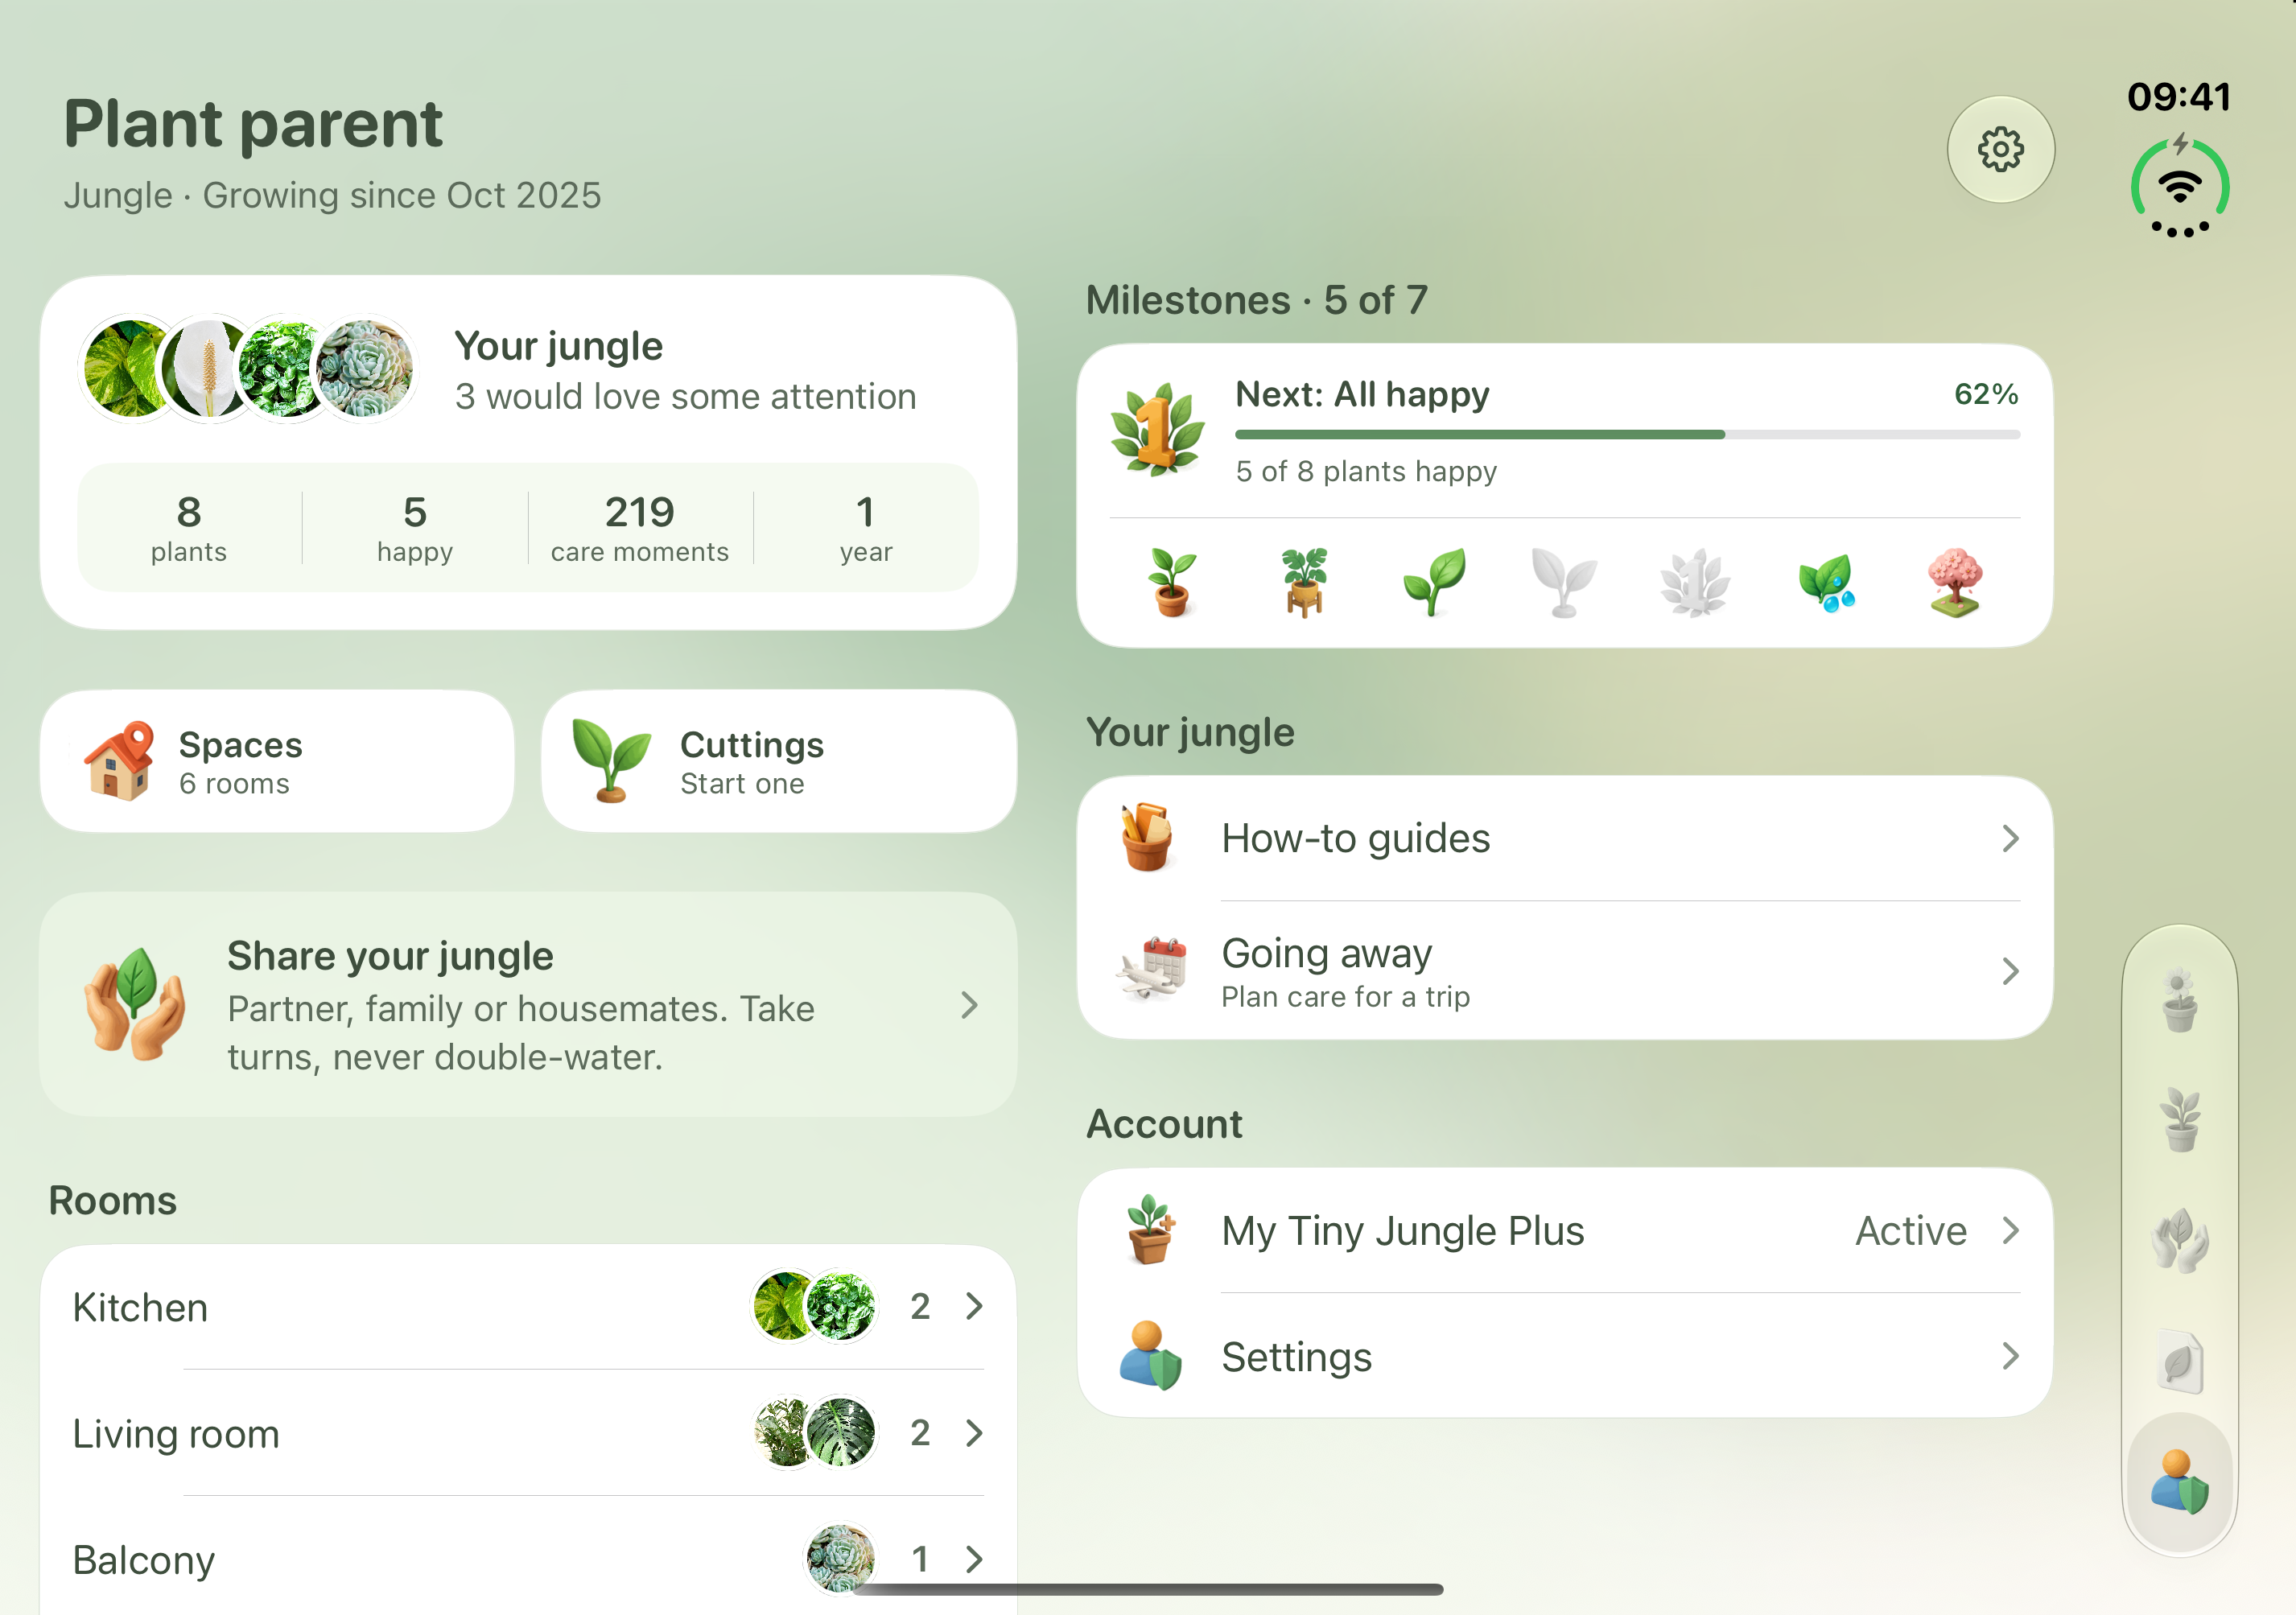 Plant parent
Jungle · Growing since Oct 2025
09:41
Your jungle
3 would love some attention
8
plants
5
happy
219
care moments
1
year
Spaces
6 rooms
Cuttings
Start one
Share your jungle
Partner, family or housemates. Take
turns, never double-water.
Rooms
Kitchen
2
Living room
2
Balcony
1
Milestones · 5 of 7
1
Next: All happy
62%
5 of 8 plants happy
1
Your jungle
How-to guides
Going away
Plan care for a trip
Account
My Tiny Jungle Plus
Active
Settings